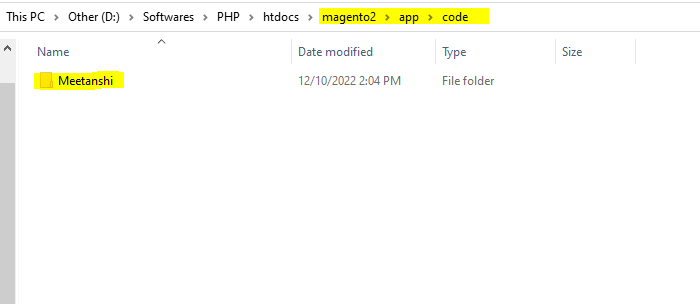 This PC > Other (D:) > Softwares > PHP > htdocs > magento2 > app > code
Name Date modified Type Size
Meetanshi 12/10/2022 2:04 PM File folder